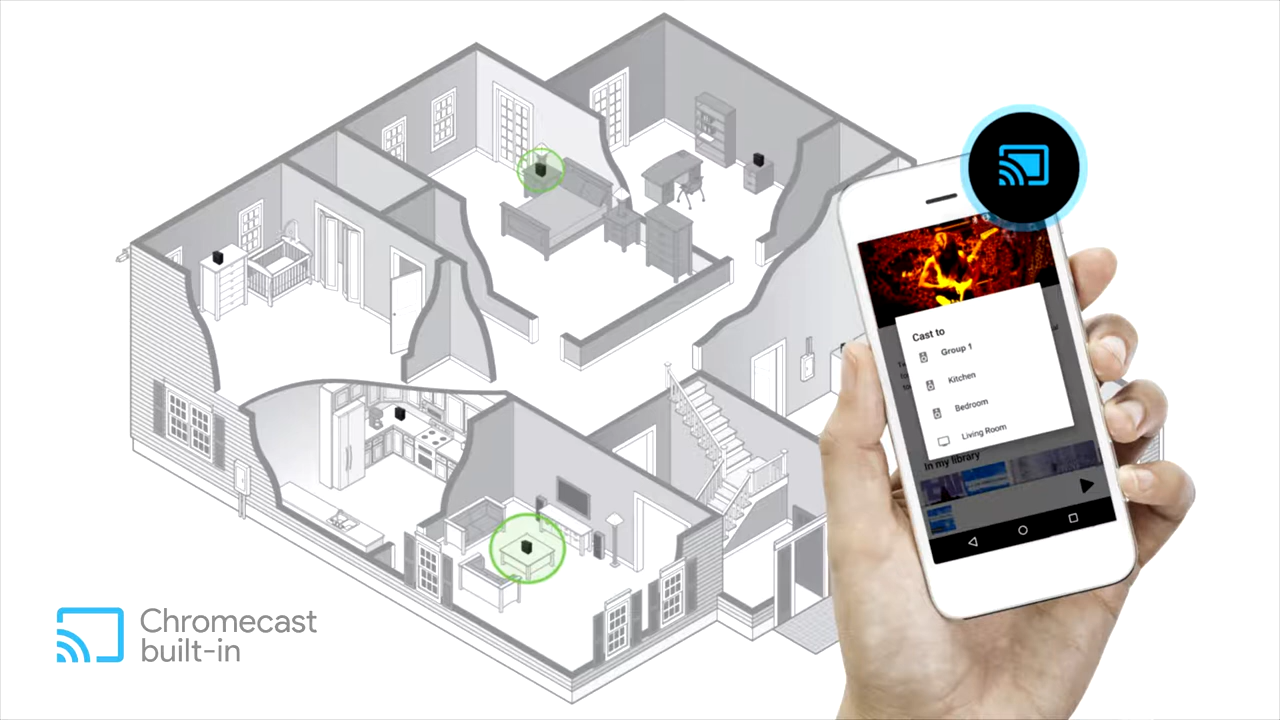 Cast to
Group 1
Kitchen
Bedroom
Living Room
In my library
Chromecast
built-in